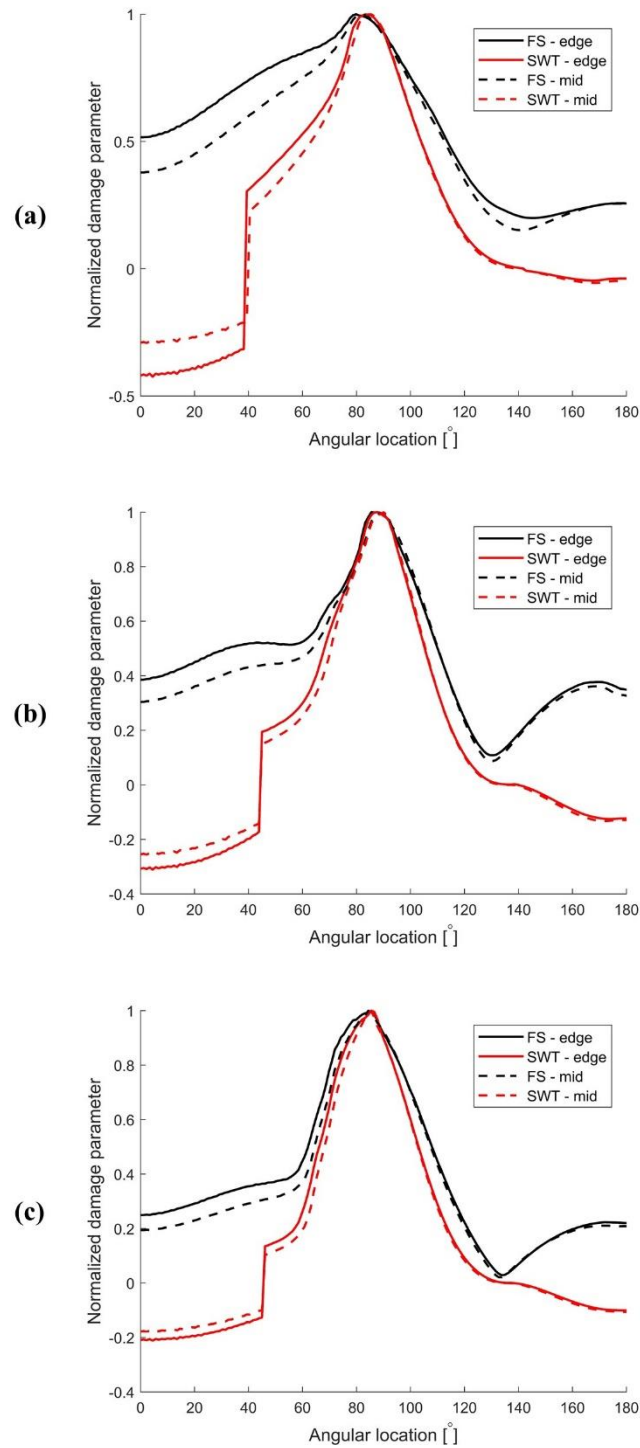 (a)
Normalized damage parameter
1
0.5
0
-0.5
0 20 40 60 80 100 120 140 160 180
Angular location [°]
FS - edge
SWT - edge
FS - mid
SWT - mid
(b)
Normalized damage parameter
1
0.8
0.6
0.4
0.2
0
-0.2
-0.4
0 20 40 60 80 100 120 140 160 180
Angular location [°]
FS - edge
SWT - edge
FS - mid
SWT - mid
(c)
Normalized damage parameter
1
0.8
0.6
0.4
0.2
0
-0.2
-0.4
0 20 40 60 80 100 120 140 160 180
Angular location [°]
FS - edge
SWT - edge
FS - mid
SWT - mid